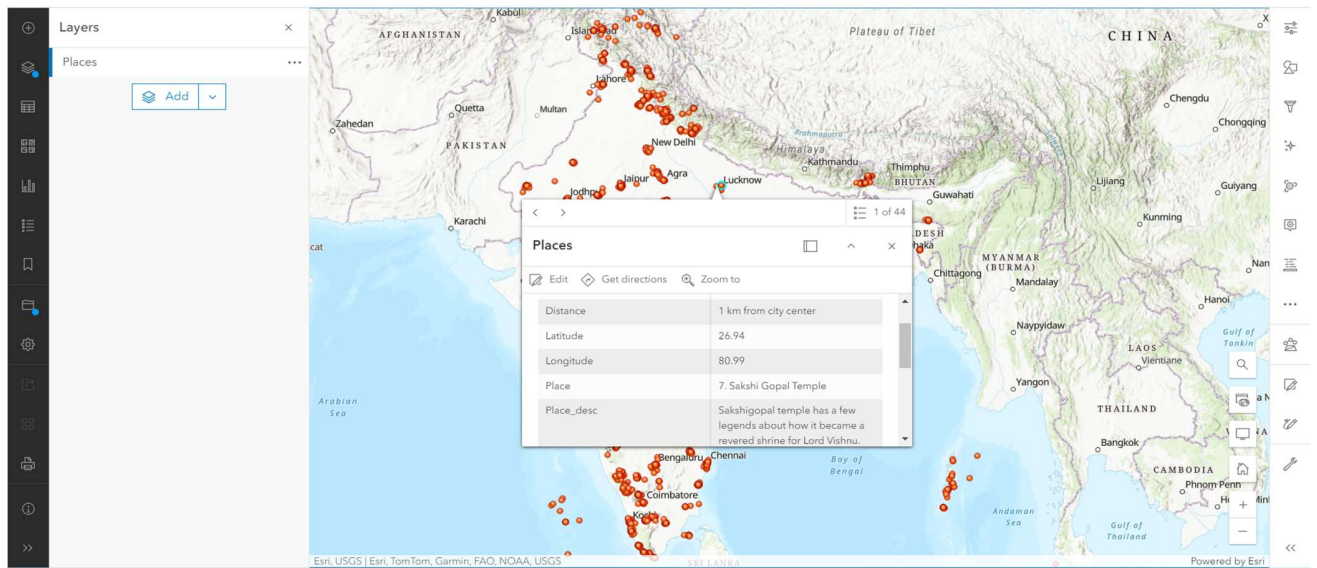 Layers
Places
Add
AFGHANISTAN
Kabul
Plateau of Tibet
CHINA
Lahore
Chengdu
Quetta
Multan
Chongqing
Zahedan
PAKISTAN
New Delhi
Brahmaputra
Himalaya
Kathmandu
Thimphu
Jaipur
Agra
Lucknow
BHUTAN
Lijiang
Guiyang
Guwahati
Karachi
Kunming
1 of 44
Places
Edit
Get directions
Zoom to
Distance
1 km from city center
Latitude
26.94
Longitude
80.99
Place
7. Sakshi Gopal Temple
Place_desc
Sakshigopal temple has a few
legends about how it became a
revered shrine for Lord Vishnu.
MYANMAR
(BURMA)
Chittagong
Mandalay
Hanoi
Naypyidaw
Gulf of
Tonkin
LAOS
Vientiane
Yangon
THAILAND
Arabian
Sea
Bangkok
Bengaluru
Chennai
Bay of
Bengal
CAMBODIA
Phnom Penh
Coimbatore
Andaman
Sea
Gulf of
Thailand
SRI LANKA
Esri, USGS | Esri, TomTom, Garmin, FAO, NOAA, USGS
Powered by Esri